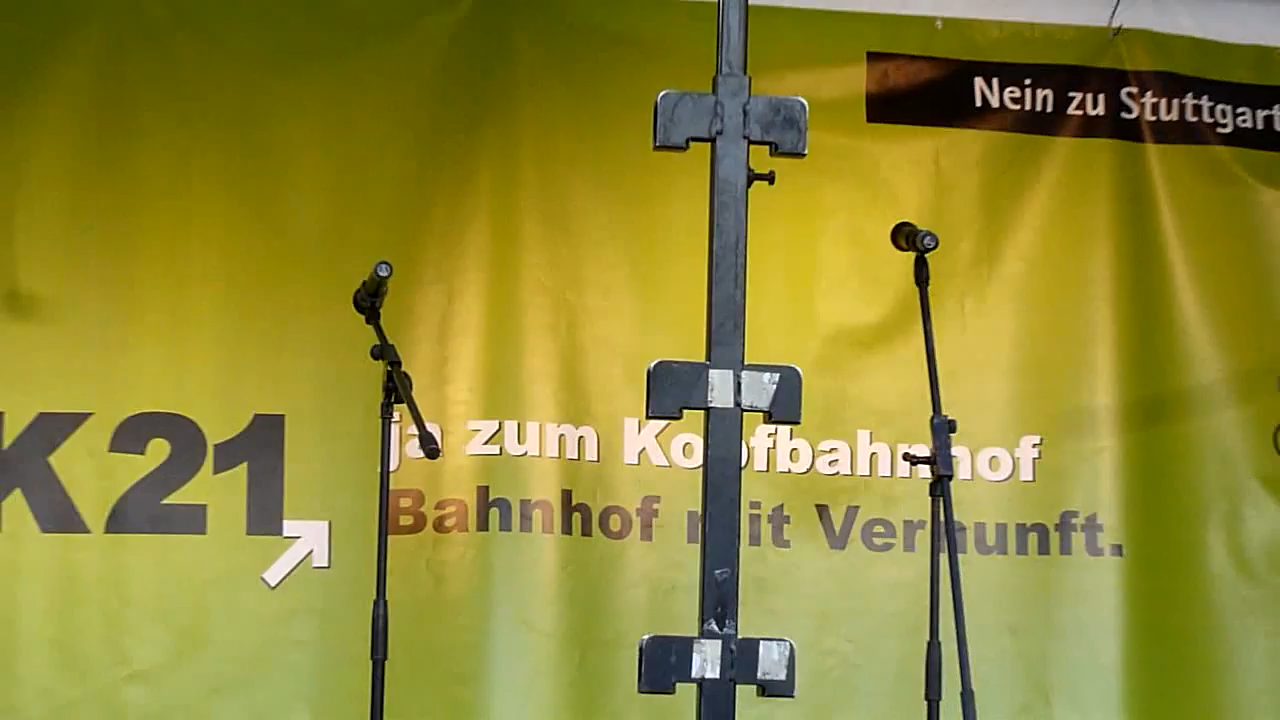 Nein zu Stuttgart
K21
ja zum Kopfbahnhof
Bahnhof mit Vernunft.